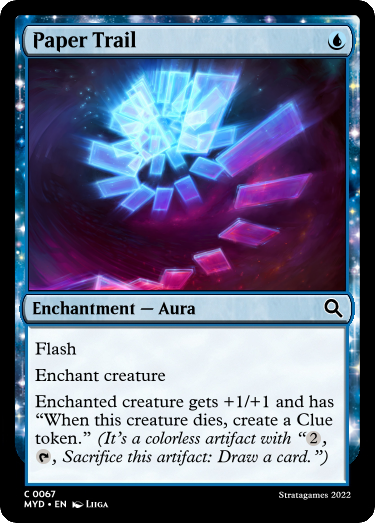 Paper Trail
Enchantment — Aura
Flash
Enchant creature
Enchanted creature gets +1/+1 and has
“When this creature dies, create a Clue
token.” (It’s a colorless artifact with “2,
, Sacrifice this artifact: Draw a card.”)
C 0067
MYD • EN LIIGA
Stratagames 2022